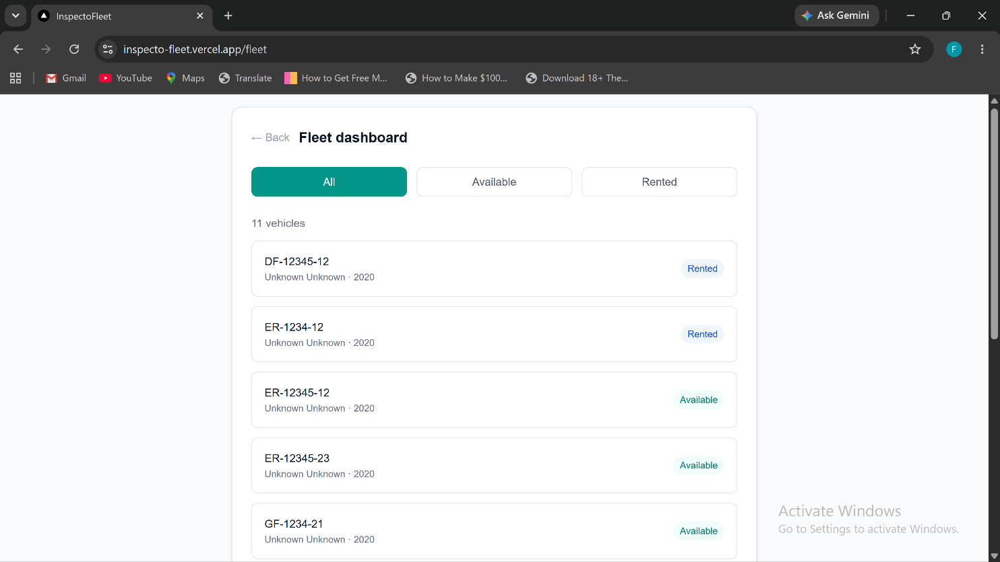 InspectoFleet
Ask Gemini
inspecto-fleet.vercel.app/fleet
F
Gmail
YouTube
Maps
Translate
How to Get Free M...
How to Make $100...
Download 18+ The...
← Back Fleet dashboard
All
Available
Rented
11 vehicles
DF-12345-12
Unknown Unknown · 2020
Rented
ER-1234-12
Unknown Unknown · 2020
Rented
ER-12345-12
Unknown Unknown · 2020
Available
ER-12345-23
Unknown Unknown · 2020
Available
GF-1234-21
Unknown Unknown · 2020
Available
Activate Windows
Go to Settings to activate Windows.